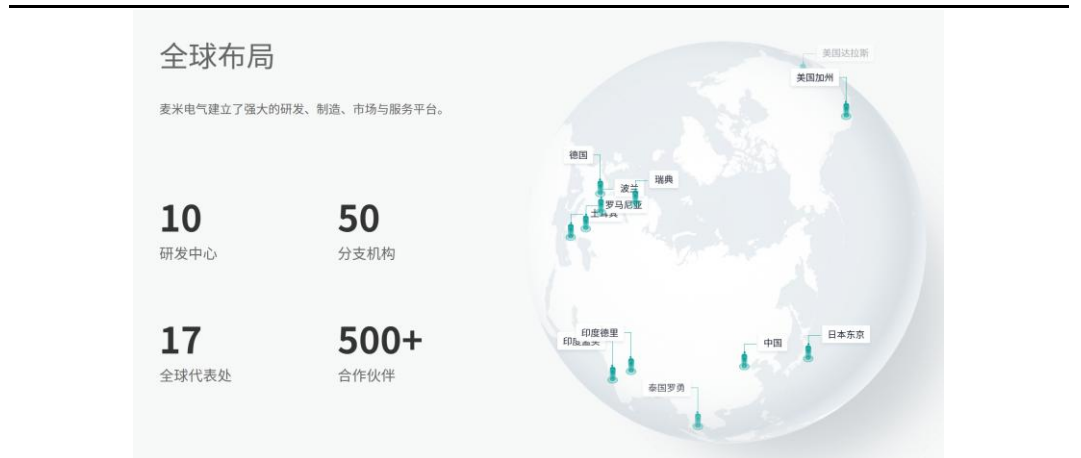 全球布局
麦米电气建立了强大的研发、制造、市场与服务平台。
10
50
研发中心
分支机构
17
500+
全球代表处
合作伙伴
美国达拉斯
美国加州
德国
波兰
瑞典
罗马尼亚
印度德里
中国
日本东京
泰国罗勇